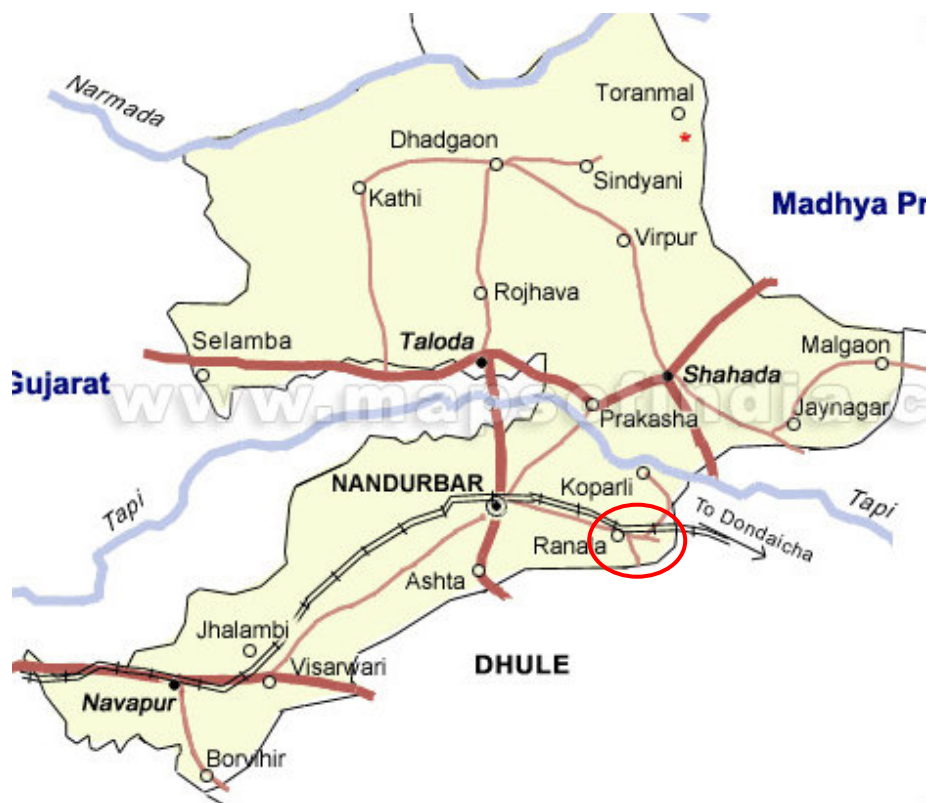 Narmada
Toranmal
*
Dhadgaon
Sindyani
Kathi
Madhya Pr
Virpur
Rojhava
Selamba
Taloda
Malgaon
Gujarat
Shahada
www.mapsofindia.c
Prakasha
Jaynagar
NANDURBAR
Koparli
Tapi
Tapi
To Dondaicha
Ranala
Ashta
Jhalambi
Visarwari
DHULE
Navapur
Borvihir